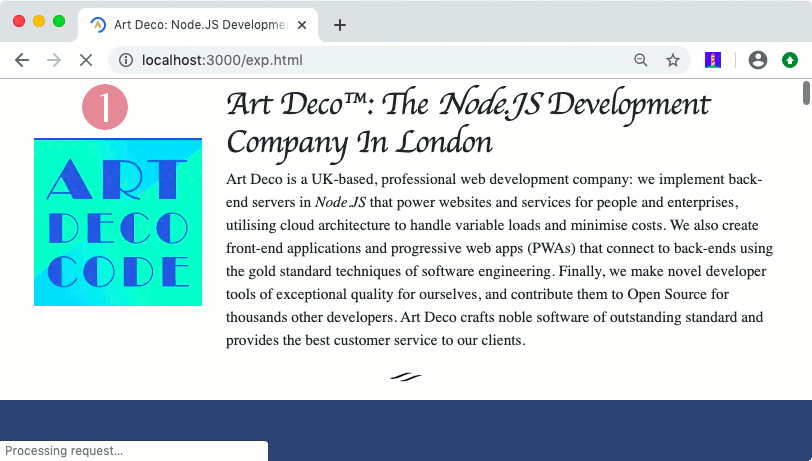 Art Deco: Node.JS Developmen
localhost:3000/exp.html
1
Art Deco™: The Node.JS Development
Company In London
ART
DECO
CODE
Art Deco is a UK-based, professional web development company: we implement back-
end servers in Node.JS that power websites and services for people and enterprises,
utilising cloud architecture to handle variable loads and minimise costs. We also create
front-end applications and progressive web apps (PWAs) that connect to back-ends using
the gold standard techniques of software engineering. Finally, we make novel developer
tools of exceptional quality for ourselves, and contribute them to Open Source for
thousands other developers. Art Deco crafts noble software of outstanding standard and
provides the best customer service to our clients.
Processing request...